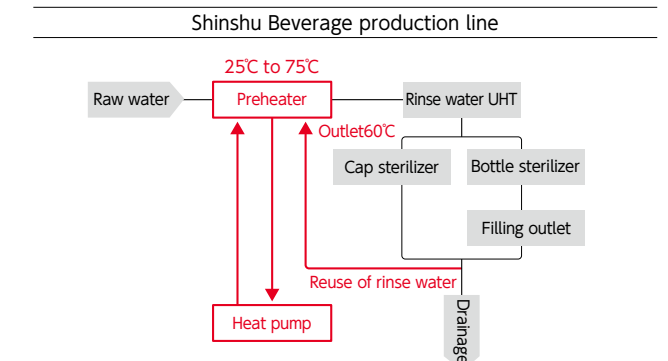 Shinshu Beverage production line
25℃ to 75℃
Raw water
Preheater
Rinse water UHT
Outlet60℃
Cap sterilizer
Bottle sterilizer
Filling outlet
Reuse of rinse water
Heat pump
Drainage